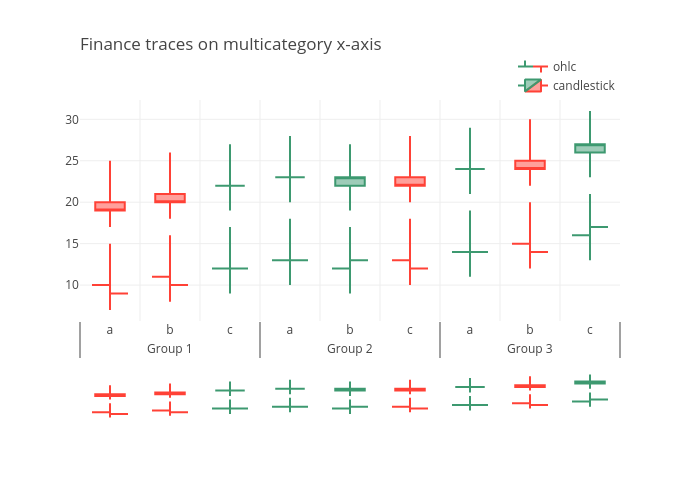 Finance traces on multicategory x-axis
ohlc
candlestick
30
25
20
15
10
a b c a b c a b c
Group 1 Group 2 Group 3